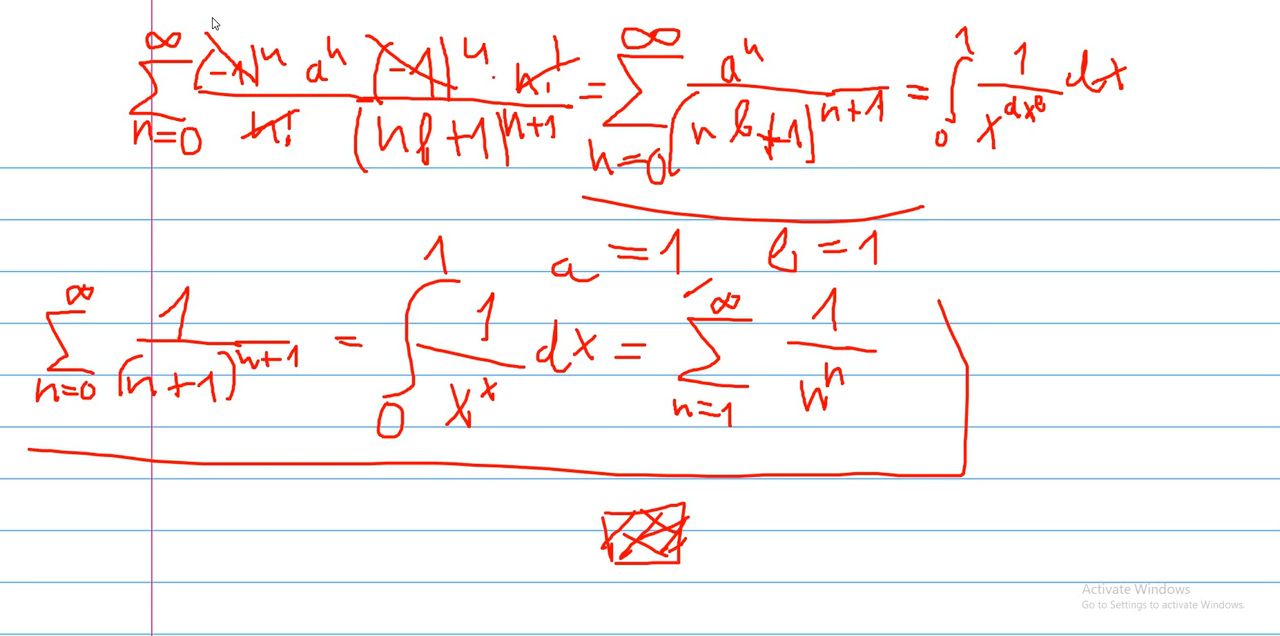 ∞∑n=0 (-1)^n a^n (-1)^n · n! / n! (nb+1)^{n+1} = ∞∑n=0 a^n / (nb+1)^{n+1} = ∫_0^1 1/x^{ax^b} dx
a = 1 b = 1
∞∑n=0 1/(n+1)^{n+1} = ∫_0^1 1/x^x dx = ∞∑n=1 1/n^n
Activate Windows
Go to Settings to activate Windows.